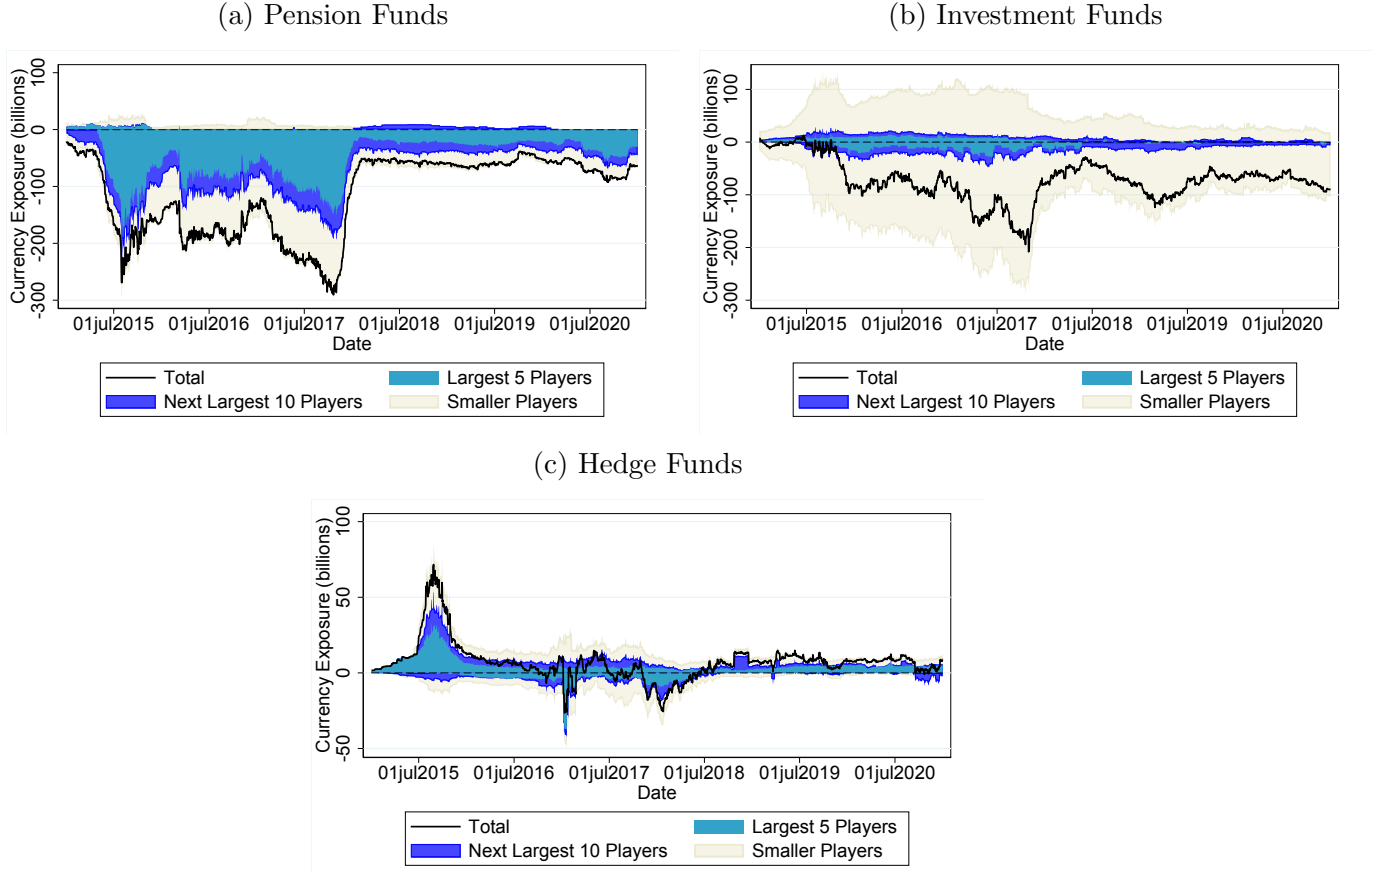 (a) Pension Funds
Currency Exposure (billions)
100
0
-100
-200
-300
01jul2015 01jul2016 01jul2017 01jul2018 01jul2019 01jul2020
Date
Total
Largest 5 Players
Next Largest 10 Players
Smaller Players
(b) Investment Funds
Currency Exposure (billions)
100
0
-100
-200
-300
01jul2015 01jul2016 01jul2017 01jul2018 01jul2019 01jul2020
Date
Total
Largest 5 Players
Next Largest 10 Players
Smaller Players
(c) Hedge Funds
Currency Exposure (billions)
100
50
0
-50
01jul2015 01jul2016 01jul2017 01jul2018 01jul2019 01jul2020
Date
Total
Largest 5 Players
Next Largest 10 Players
Smaller Players